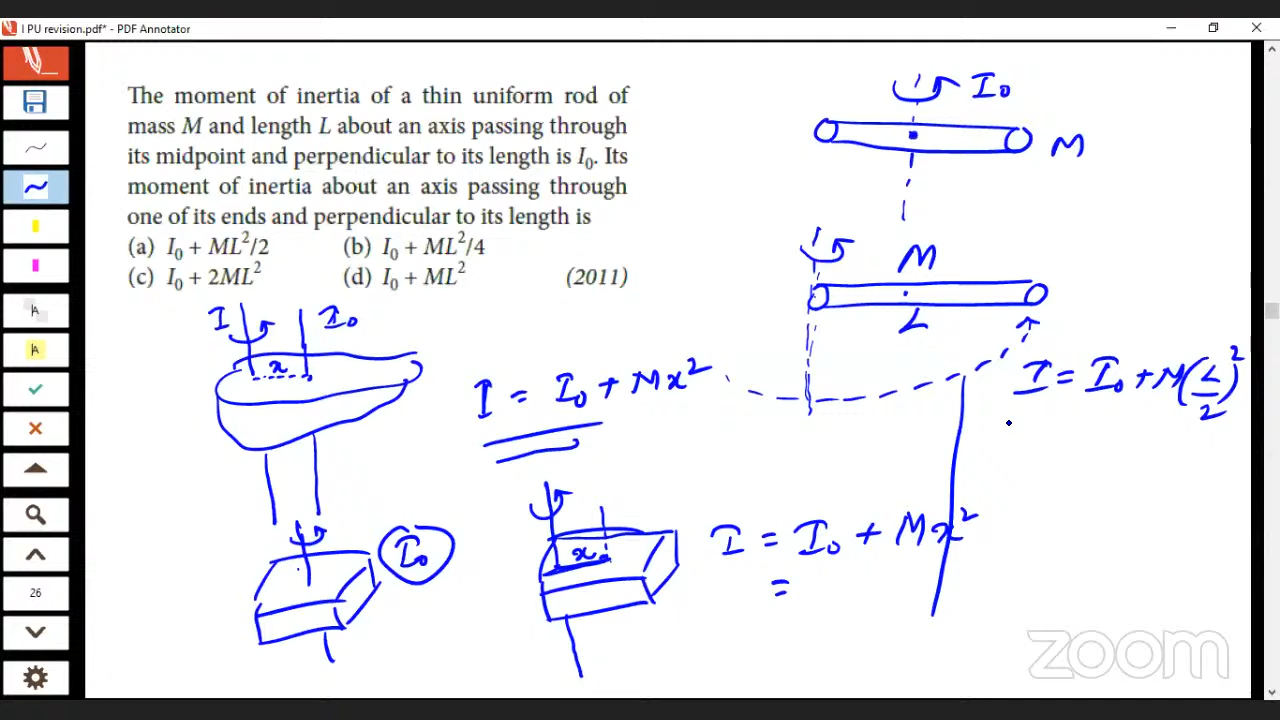 I PU revision.pdf* - PDF Annotator
The moment of inertia of a thin uniform rod of
mass M and length L about an axis passing through
its midpoint and perpendicular to its length is I₀. Its
moment of inertia about an axis passing through
one of its ends and perpendicular to its length is
(a) I₀ + ML²/2 (b) I₀ + ML²/4
(c) I₀ + 2ML² (d) I₀ + ML² (2011)
I₀
M
M
L
I I₀
x
I = I₀ + Mx²
I = I₀ + M(L/2)²
I₀
x
I = I₀ + Mx²
=
A
A
26
zoom